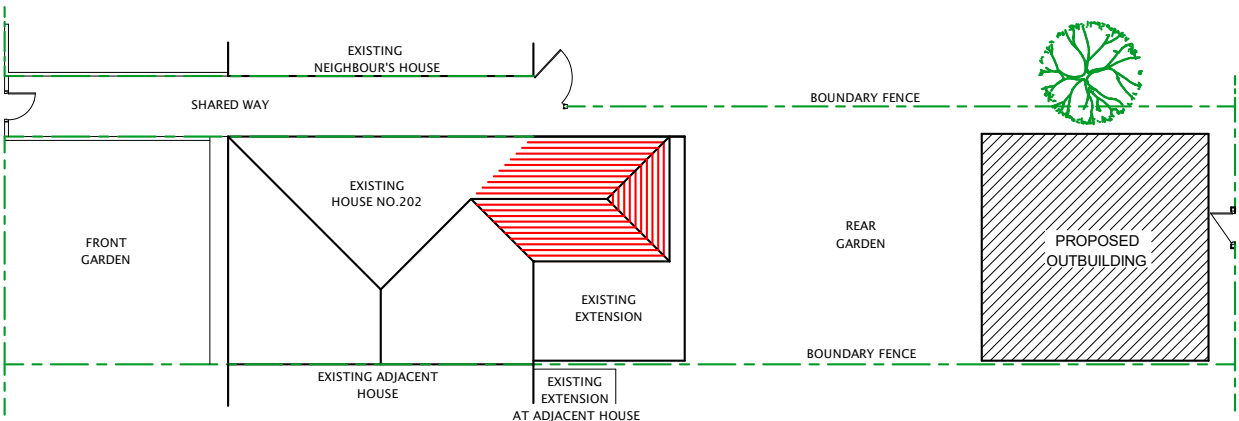 EXISTING
NEIGHBOUR'S HOUSE
SHARED WAY
BOUNDARY FENCE
EXISTING
HOUSE NO.202
FRONT
GARDEN
REAR
GARDEN
PROPOSED
OUTBUILDING
EXISTING
EXTENSION
BOUNDARY FENCE
EXISTING ADJACENT
HOUSE
EXISTING
EXTENSION
AT ADJACENT HOUSE